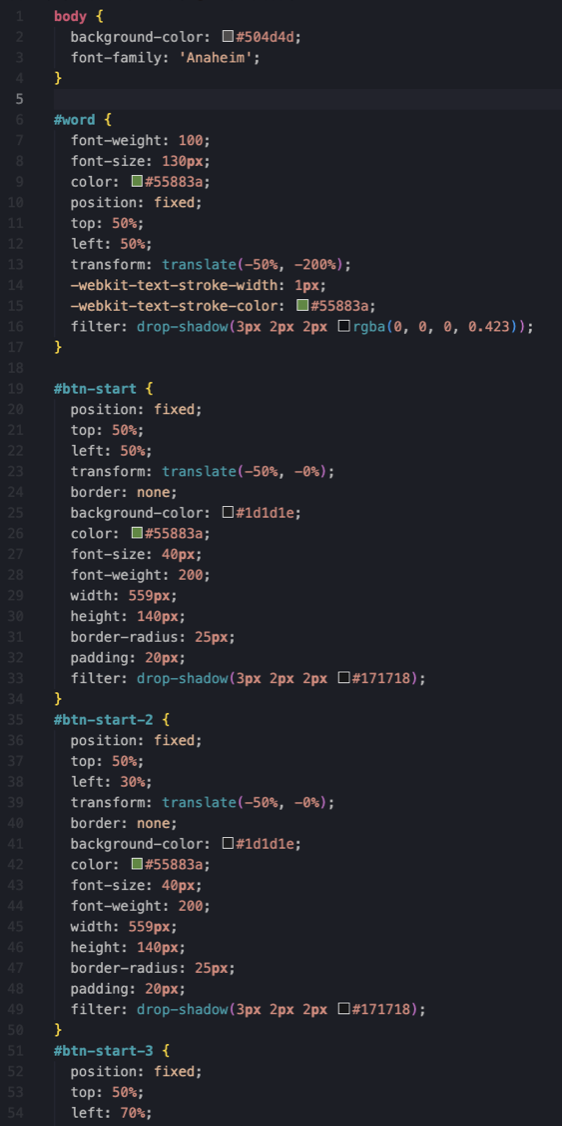 1 body {
2 background-color: #504d4d;
3 font-family: 'Anaheim';
4 }
5
6 #word {
7 font-weight: 100;
8 font-size: 130px;
9 color: #55883a;
10 position: fixed;
11 top: 50%;
12 left: 50%;
13 transform: translate(-50%, -200%);
14 -webkit-text-stroke-width: 1px;
15 -webkit-text-stroke-color: #55883a;
16 filter: drop-shadow(3px 2px 2px rgba(0, 0, 0, 0.423));
17 }
18
19 #btn-start {
20 position: fixed;
21 top: 50%;
22 left: 50%;
23 transform: translate(-50%, -0%);
24 border: none;
25 background-color: #1d1d1e;
26 color: #55883a;
27 font-size: 40px;
28 font-weight: 200;
29 width: 559px;
30 height: 140px;
31 border-radius: 25px;
32 padding: 20px;
33 filter: drop-shadow(3px 2px 2px #171718);
34 }
35 #btn-start-2 {
36 position: fixed;
37 top: 50%;
38 left: 30%;
39 transform: translate(-50%, -0%);
40 border: none;
41 background-color: #1d1d1e;
42 color: #55883a;
43 font-size: 40px;
44 font-weight: 200;
45 width: 559px;
46 height: 140px;
47 border-radius: 25px;
48 padding: 20px;
49 filter: drop-shadow(3px 2px 2px #171718);
50 }
51 #btn-start-3 {
52 position: fixed;
53 top: 50%;
54 left: 70%;